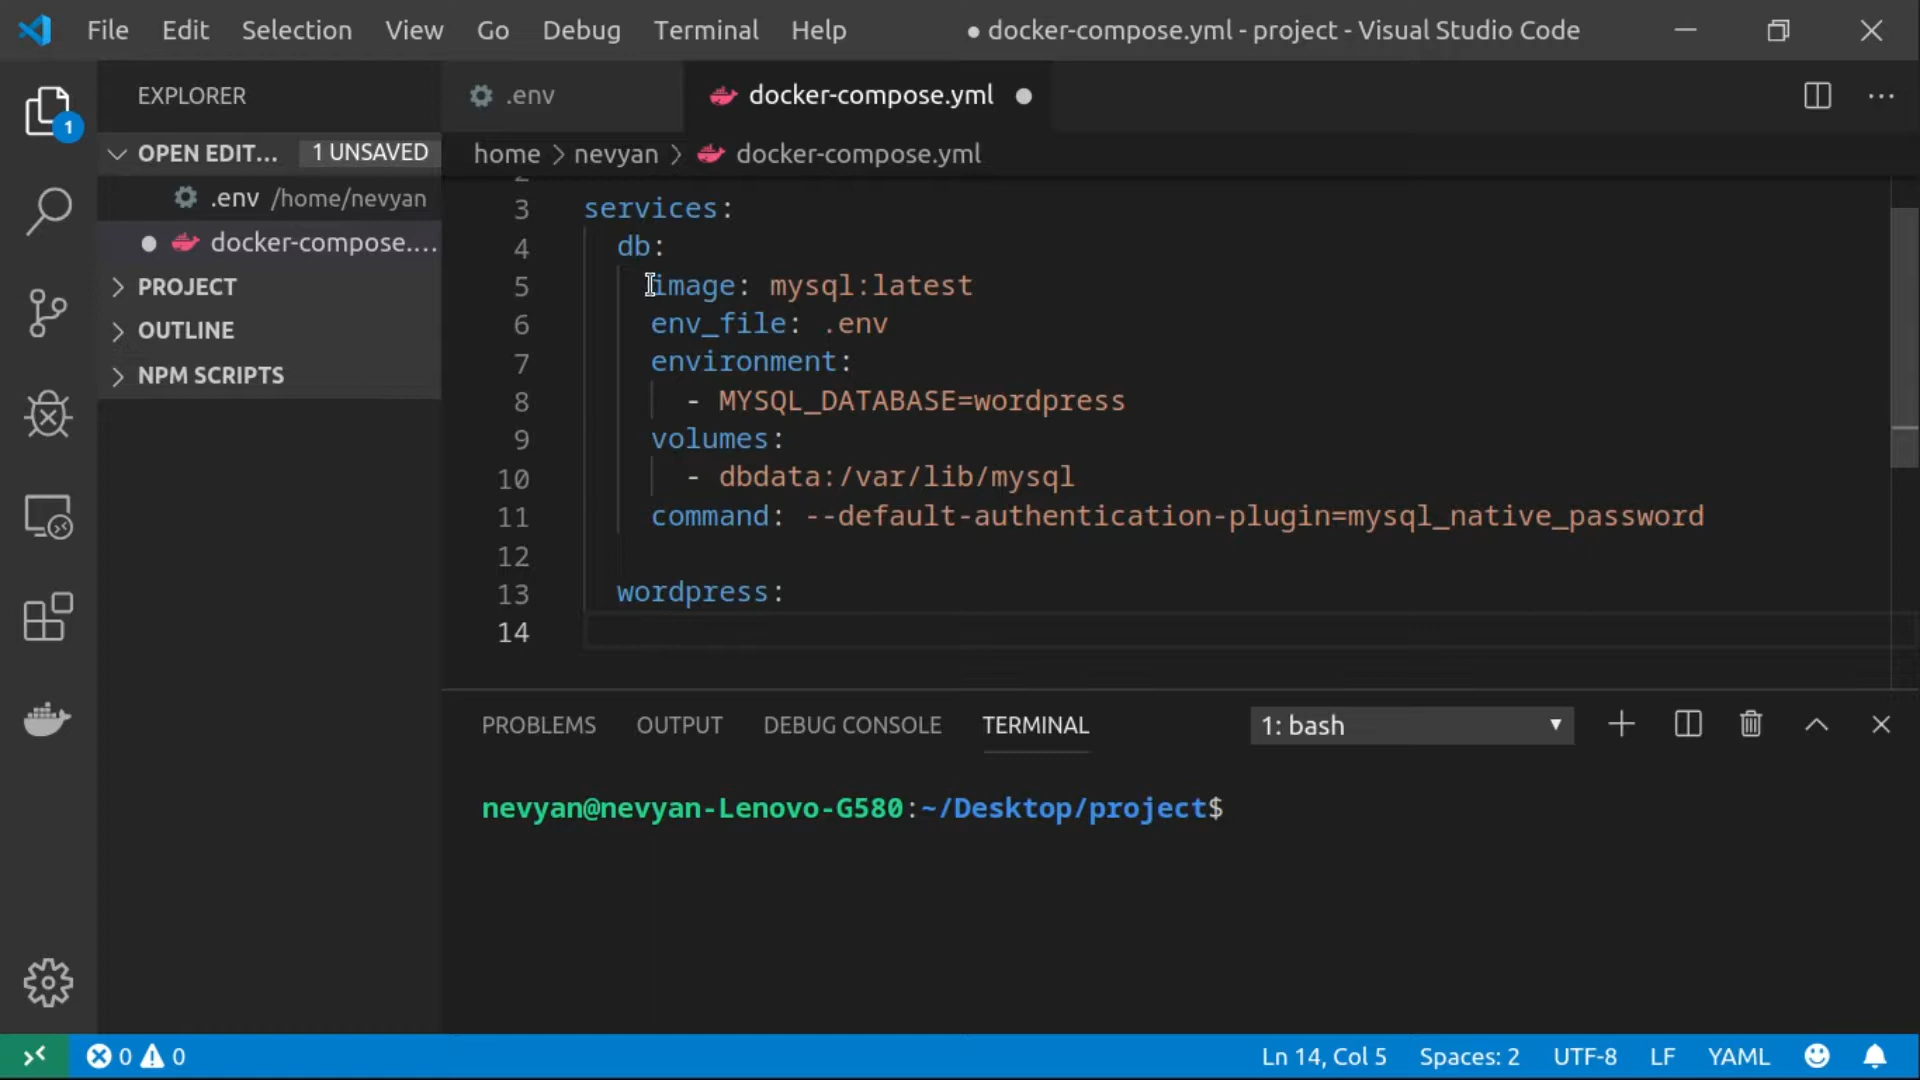 File Edit Selection View Go Debug Terminal Help ● docker-compose.yml - project - Visual Studio Code
EXPLORER
.env docker-compose.yml
OPEN EDIT... 1 UNSAVED
home > nevyan > docker-compose.yml
1
.env /home/nevyan
docker-compose....
PROJECT
OUTLINE
NPM SCRIPTS
3 services:
4 db:
5 image: mysql:latest
6 env_file: .env
7 environment:
8 - MYSQL_DATABASE=wordpress
9 volumes:
10 - dbdata:/var/lib/mysql
11 command: --default-authentication-plugin=mysql_native_password
12
13 wordpress:
14
PROBLEMS OUTPUT DEBUG CONSOLE TERMINAL 1: bash
nevyan@nevyan-Lenovo-G580:~/Desktop/project$
0 0 Ln 14, Col 5 Spaces: 2 UTF-8 LF YAML